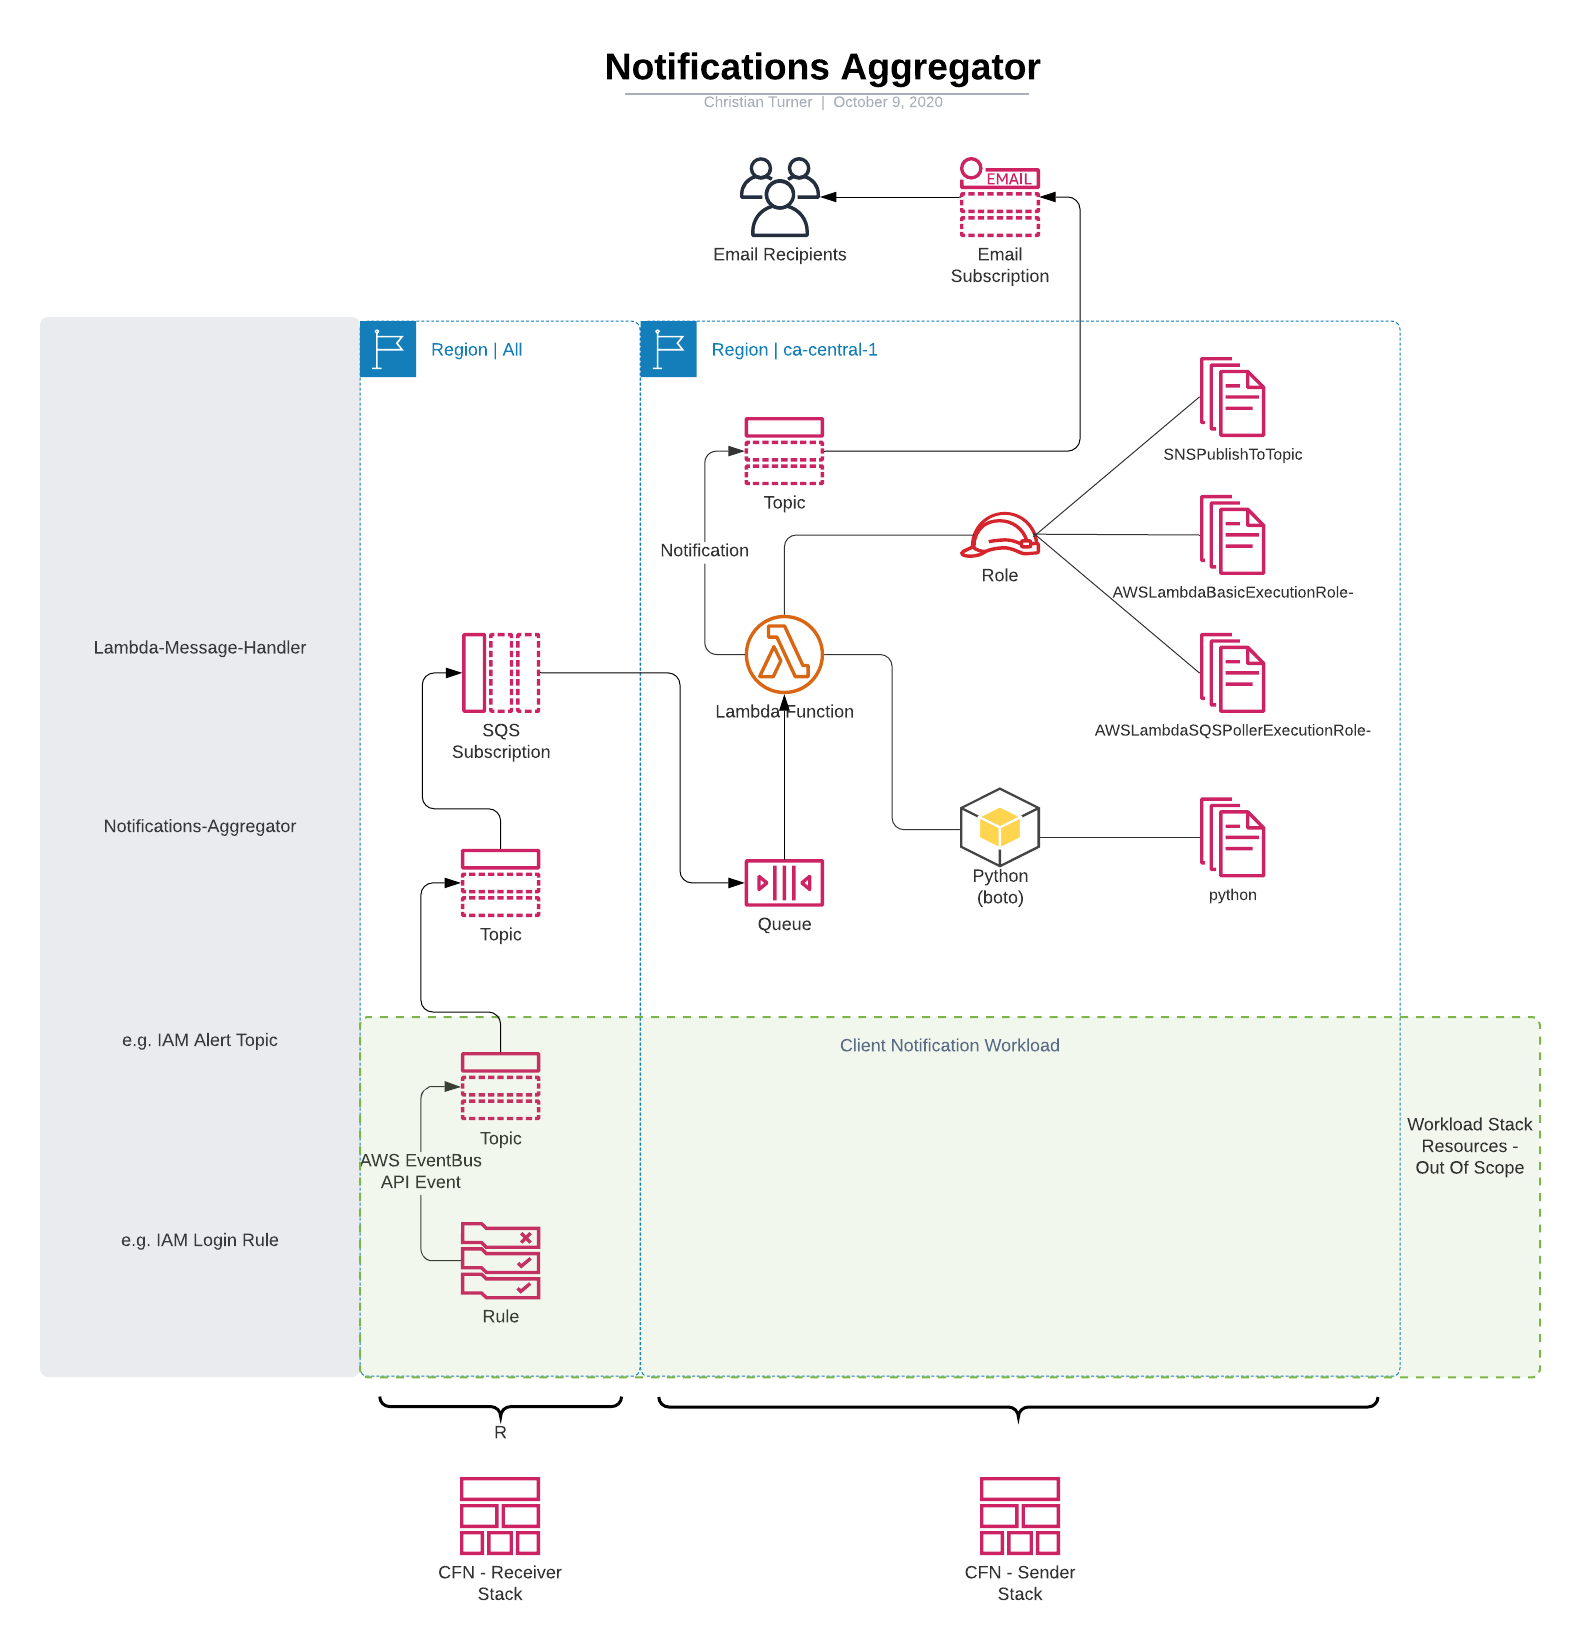 Notifications Aggregator
Christian Turner | October 9, 2020
EMAIL
Email Recipients
Email
Subscription
Region | All
Region | ca-central-1
SNSPublishToTopic
Topic
Notification
Role
AWSLambdaBasicExecutionRole-
Lambda-Message-Handler
SQS
Subscription
Lambda Function
AWSLambdaSQSPollerExecutionRole-
Notifications-Aggregator
Topic
Queue
Python
(boto)
python
e.g. IAM Alert Topic
Client Notification Workload
Topic
AWS EventBus
API Event
Workload Stack
Resources -
Out Of Scope
e.g. IAM Login Rule
Rule
R
CFN - Receiver
Stack
CFN - Sender
Stack